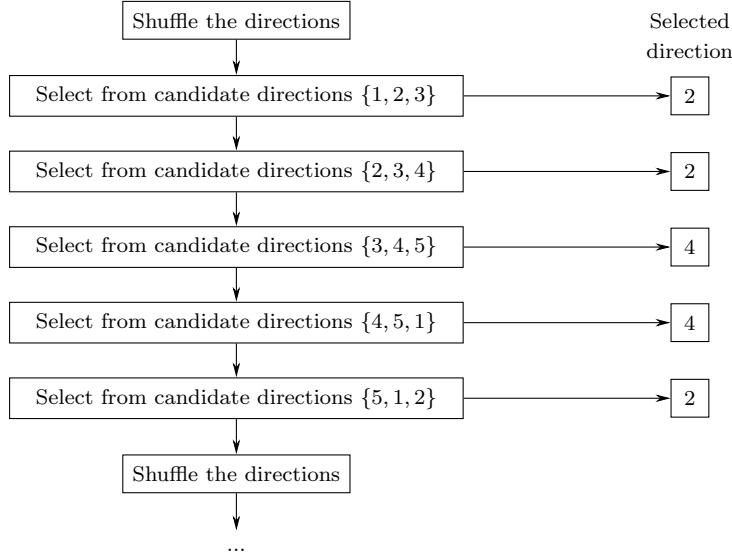 Shuffle the directions
Selected
direction
Select from candidate directions {1, 2, 3}
2
Select from candidate directions {2, 3, 4}
2
Select from candidate directions {3, 4, 5}
4
Select from candidate directions {4, 5, 1}
4
Select from candidate directions {5, 1, 2}
2
Shuffle the directions
...